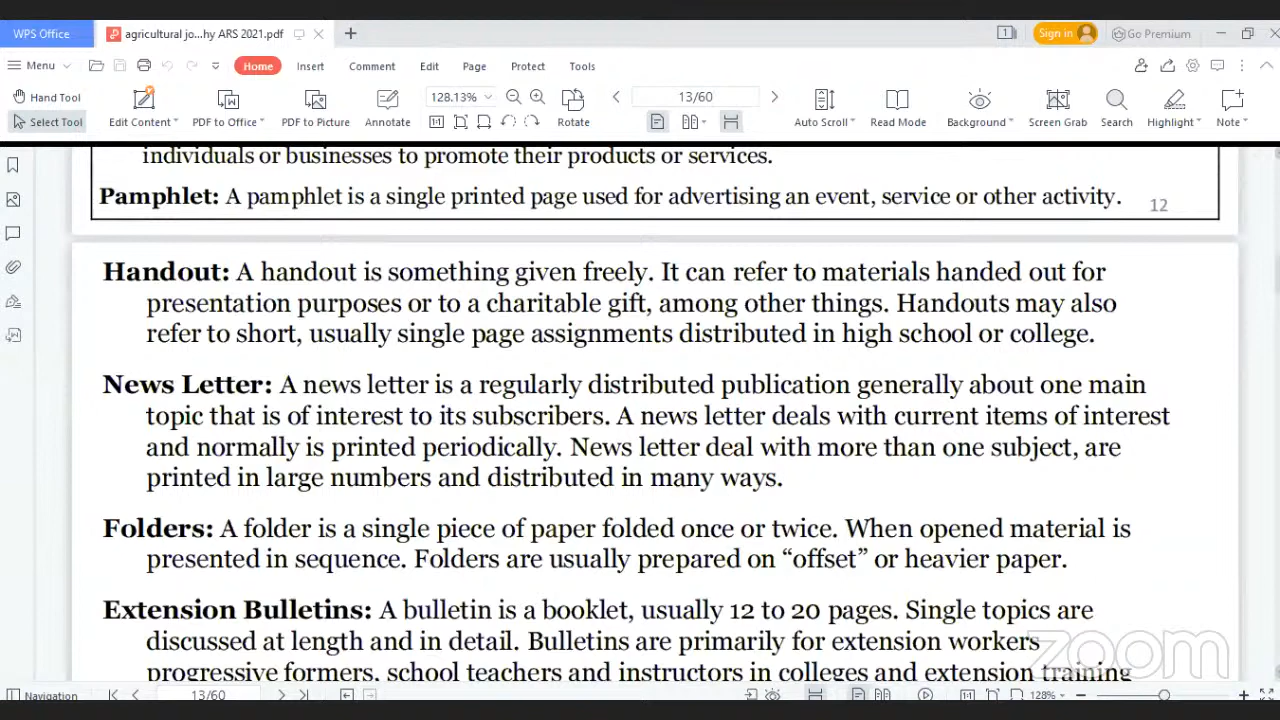 WPS Office
agricultural jo...hy ARS 2021.pdf
Sign in
Go Premium
Menu
Home
Insert
Comment
Edit
Page
Protect
Tools
Hand Tool
Select Tool
Edit Content
PDF to Office
PDF to Picture
Annotate
128.13%
13/60
Rotate
Auto Scroll
Read Mode
Background
Screen Grab
Search
Highlight
Note
individuals or businesses to promote their products or services.
Pamphlet: A pamphlet is a single printed page used for advertising an event, service or other activity.
12
Handout: A handout is something given freely. It can refer to materials handed out for
presentation purposes or to a charitable gift, among other things. Handouts may also
refer to short, usually single page assignments distributed in high school or college.
News Letter: A news letter is a regularly distributed publication generally about one main
topic that is of interest to its subscribers. A news letter deals with current items of interest
and normally is printed periodically. News letter deal with more than one subject, are
printed in large numbers and distributed in many ways.
Folders: A folder is a single piece of paper folded once or twice. When opened material is
presented in sequence. Folders are usually prepared on “offset” or heavier paper.
Extension Bulletins: A bulletin is a booklet, usually 12 to 20 pages. Single topics are
discussed at length and in detail. Bulletins are primarily for extension workers
progressive formers, school teachers and instructors in colleges and extension training
zoom
Navigation
13/60
128%